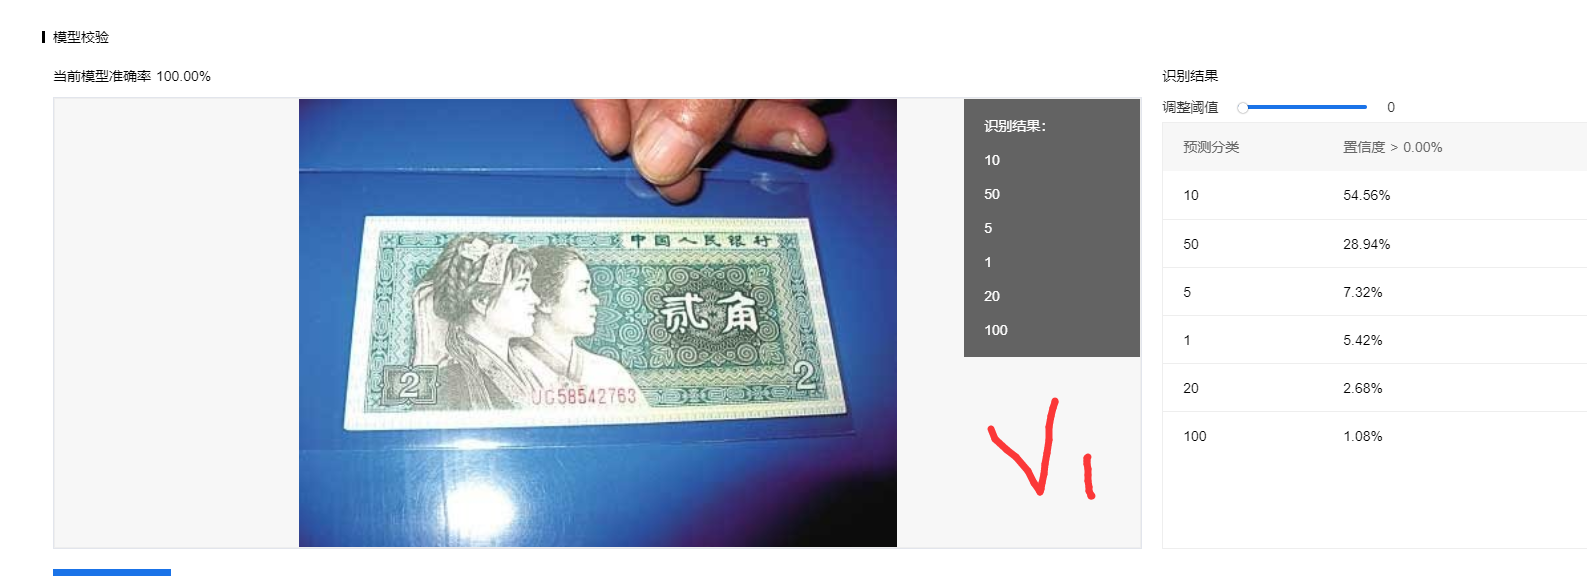 模型校验
当前模型准确率 100.00%
中国人民银行
贰角
2
2
UG58542763
识别结果：
10
50
5
1
20
100
V1
识别结果
调整阈值 0
预测分类 置信度 > 0.00%
10 54.56%
50 28.94%
5 7.32%
1 5.42%
20 2.68%
100 1.08%